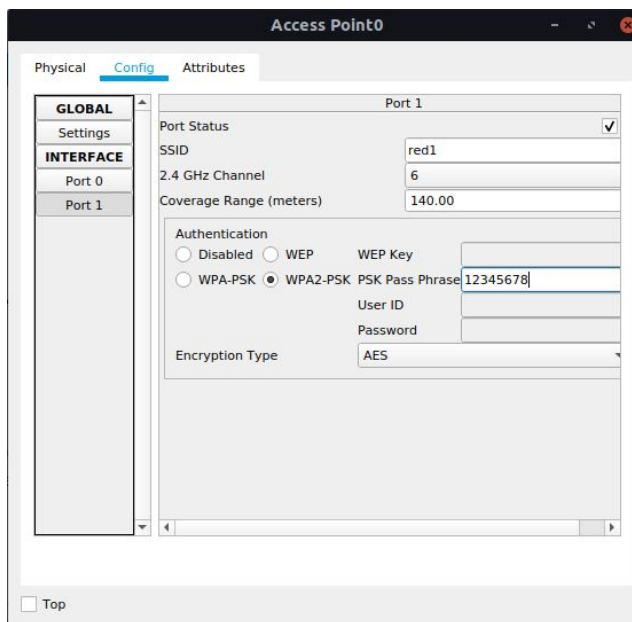 Access Point0
Physical Config Attributes
GLOBAL
Settings
INTERFACE
Port 0
Port 1
Port 1
Port Status
SSID red1
2.4 GHz Channel 6
Coverage Range (meters) 140.00
Authentication
Disabled WEP WEP Key
WPA-PSK WPA2-PSK PSK Pass Phrase 12345678
User ID
Password
Encryption Type AES
Top